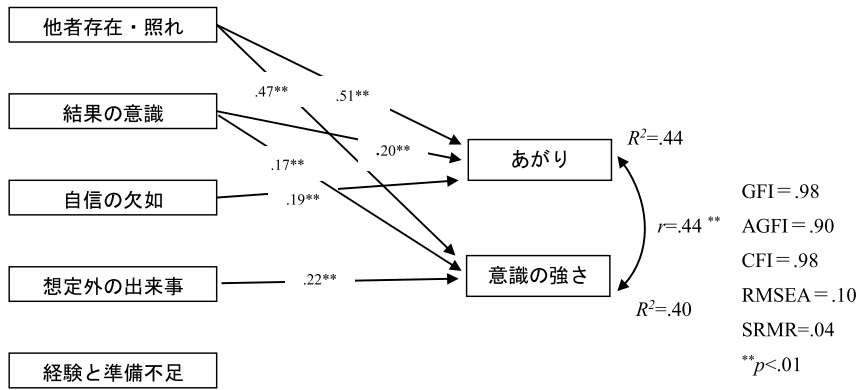 他者存在・照れ
結果の意識
自信の欠如
想定外の出来事
経験と準備不足
.47**
.51**
.20**
.17**
.19**
.22**
あがり
意識の強さ
R²=.44
r=.44 **
R²=.40
GFI＝.98
AGFI＝.90
CFI＝.98
RMSEA＝.10
SRMR=.04
**p<.01